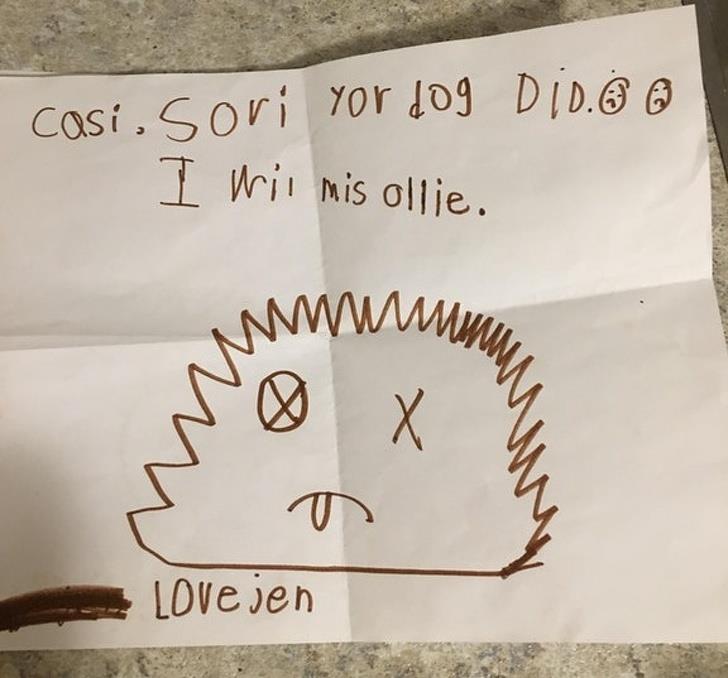 casi. Sori yor dog DiD.
I wil mis ollie.
LOVe jen